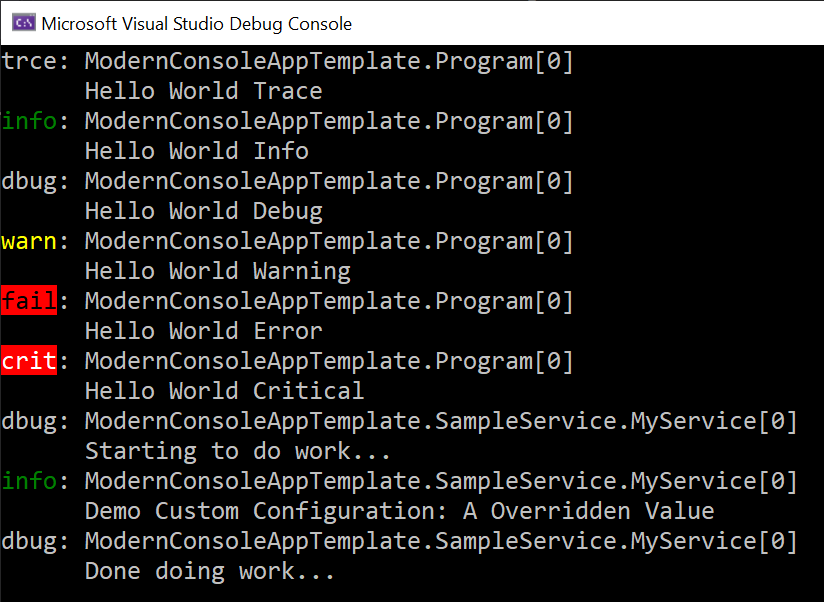 C:\ Microsoft Visual Studio Debug Console
trce: ModernConsoleAppTemplate.Program[0]
Hello World Trace
info: ModernConsoleAppTemplate.Program[0]
Hello World Info
dbug: ModernConsoleAppTemplate.Program[0]
Hello World Debug
warn: ModernConsoleAppTemplate.Program[0]
Hello World Warning
fail: ModernConsoleAppTemplate.Program[0]
Hello World Error
crit: ModernConsoleAppTemplate.Program[0]
Hello World Critical
dbug: ModernConsoleAppTemplate.SampleService.MyService[0]
Starting to do work...
info: ModernConsoleAppTemplate.SampleService.MyService[0]
Demo Custom Configuration: A Overridden Value
dbug: ModernConsoleAppTemplate.SampleService.MyService[0]
Done doing work...